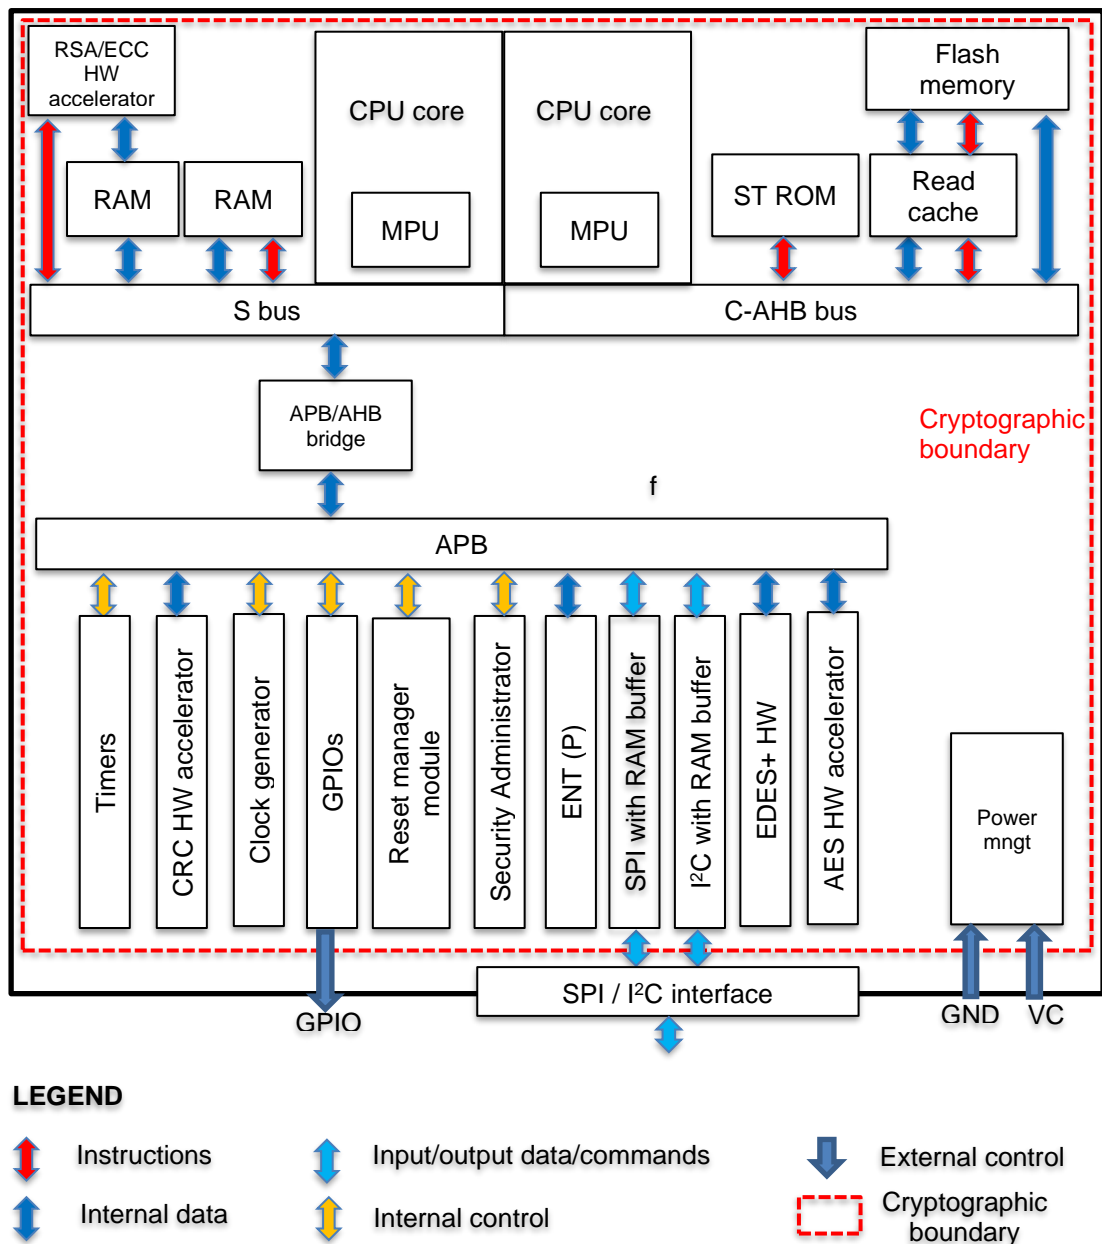 RSA/ECC
HW
accelerator
CPU core
CPU core
Flash
memory
RAM
RAM
MPU
MPU
ST ROM
Read
cache
S bus
C-AHB bus
APB/AHB
bridge
Cryptographic
boundary
f
APB
Timers
CRC HW accelerator
Clock generator
GPIOs
Reset manager
module
Security Administrator
ENT (P)
SPI with RAM buffer
I²C with RAM buffer
EDES+ HW
AES HW accelerator
Power
mngt
SPI / I²C interface
GPIO
GND
VC
LEGEND
Instructions
Input/output data/commands
External control
Internal data
Internal control
Cryptographic
boundary